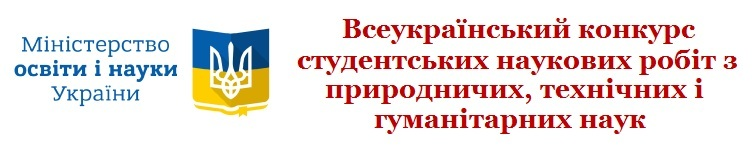 Міністерство
освіти і науки
України
Всеукраїнський конкурс
студентських наукових робіт з
природничих, технічних і
гуманітарних наук